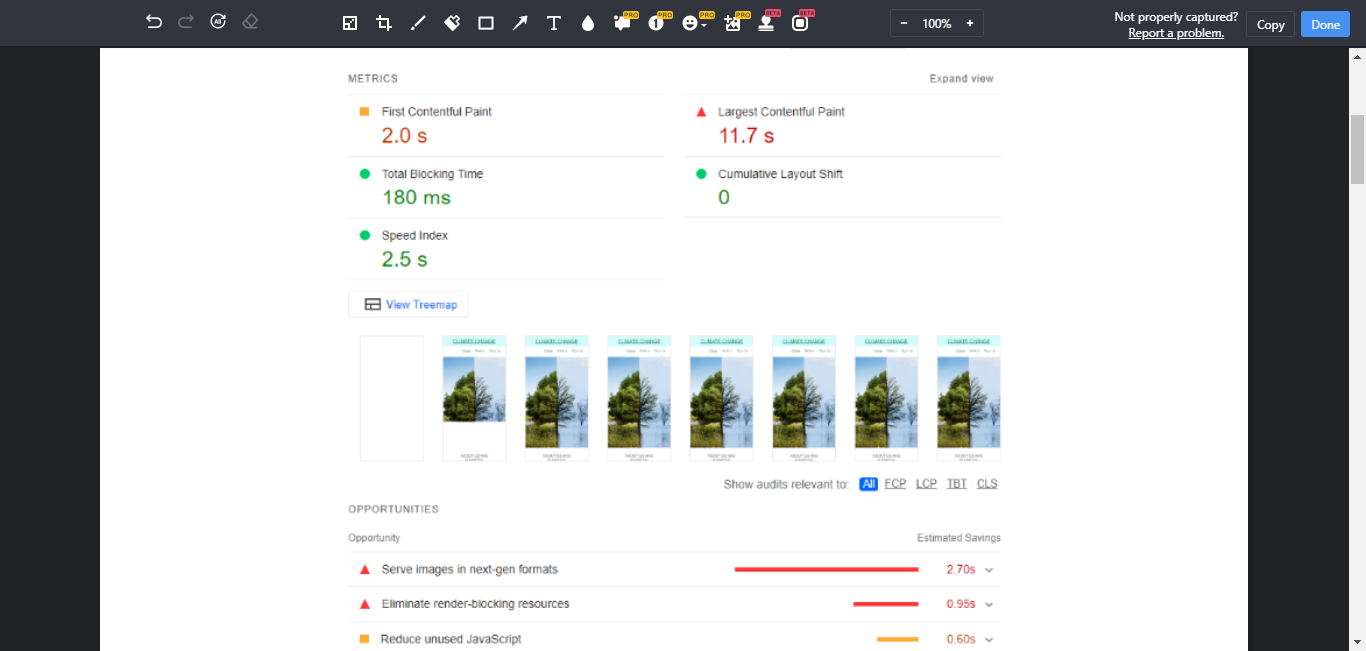 Not properly captured?
Report a problem.
Copy
Done
PRO
PRO
PRO
PRO
BETA
BETA
- 100% +
METRICS
Expand view
First Contentful Paint
2.0 s
Largest Contentful Paint
11.7 s
Total Blocking Time
180 ms
Cumulative Layout Shift
0
Speed Index
2.5 s
View Treemap
CLIMATE CHANGE
CLIMATE CHANGE
CLIMATE CHANGE
CLIMATE CHANGE
CLIMATE CHANGE
CLIMATE CHANGE
CLIMATE CHANGE
Show audits relevant to: All FCP LCP TBT CLS
OPPORTUNITIES
Opportunity
Estimated Savings
Serve images in next-gen formats
2.70s
Eliminate render-blocking resources
0.95s
Reduce unused JavaScript
0.60s